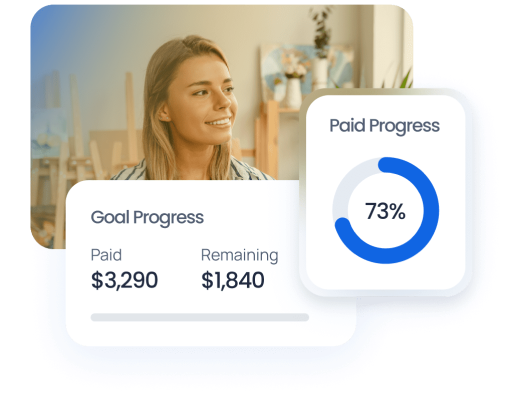 Paid Progress
73%
Goal Progress
Paid Remaining
$3,290 $1,840